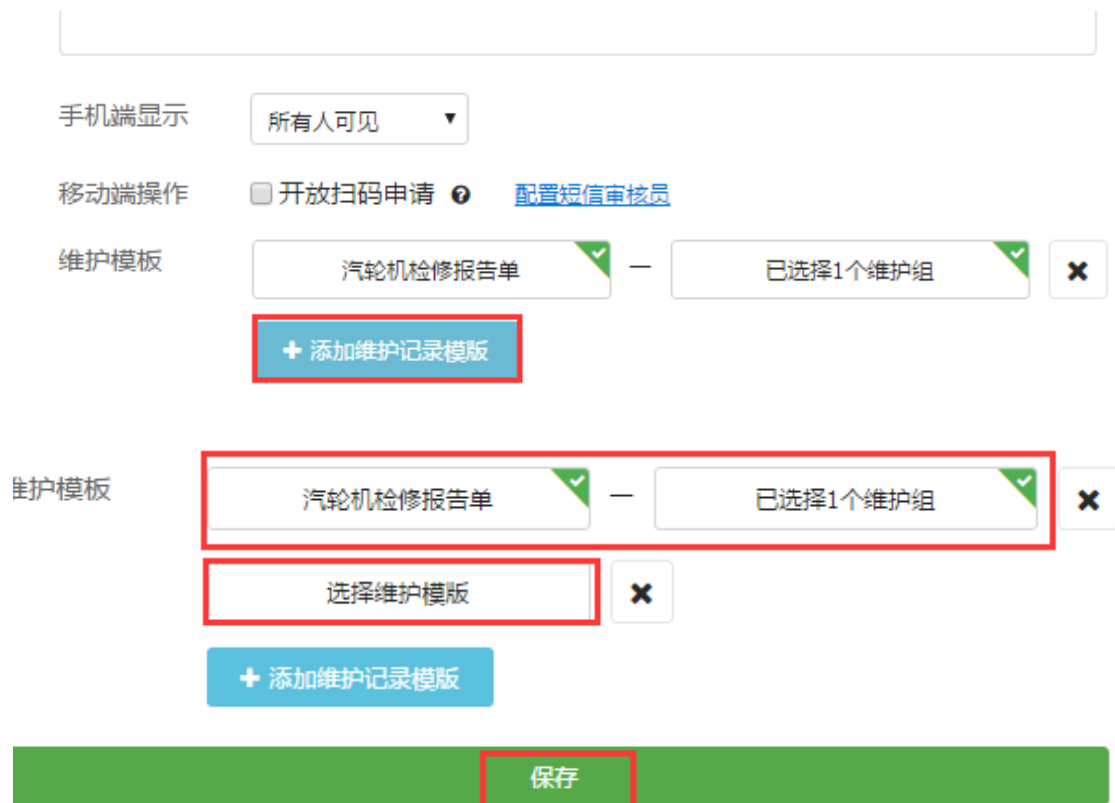 手机端显示 所有人可见
移动端操作 开放扫码申请 配置短信审核员
维护模板 汽轮机检修报告单 — 已选择1个维护组
添加维护记录模版
维护模板 汽轮机检修报告单 — 已选择1个维护组
选择维护模版
添加维护记录模版
保存